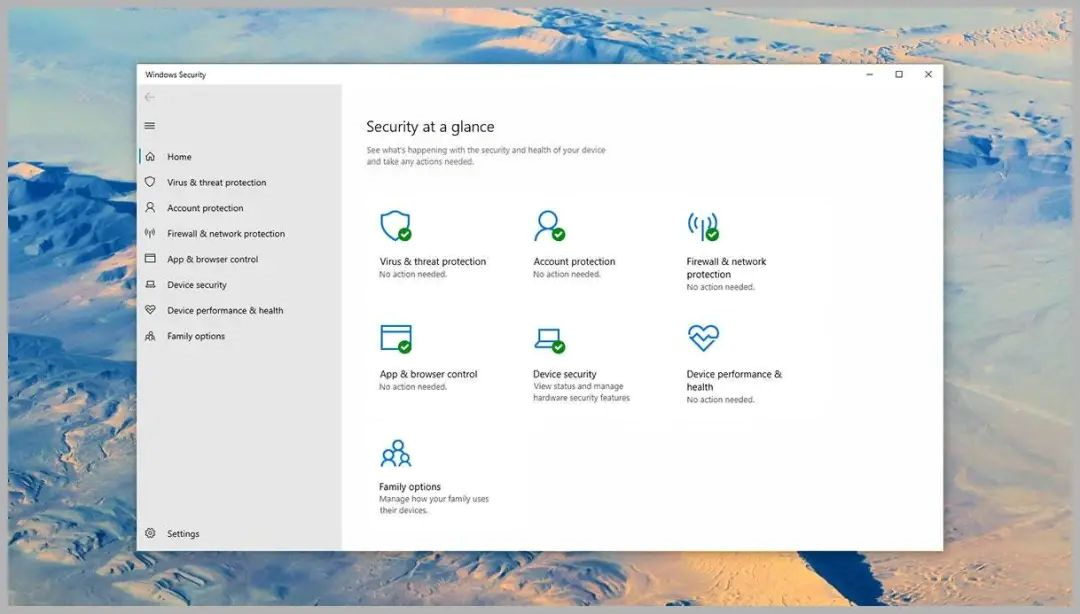 Windows Security
Home
Virus & threat protection
Account protection
Firewall & network protection
App & browser control
Device security
Device performance & health
Family options
Settings
Security at a glance
See what's happening with the security and health of your device
and take any actions needed.
Virus & threat protection
No action needed.
Account protection
No action needed.
Firewall & network
protection
No action needed.
App & browser control
No action needed.
Device security
View status and manage
hardware security features
Device performance &
health
No action needed.
Family options
Manage how your family uses
their devices.